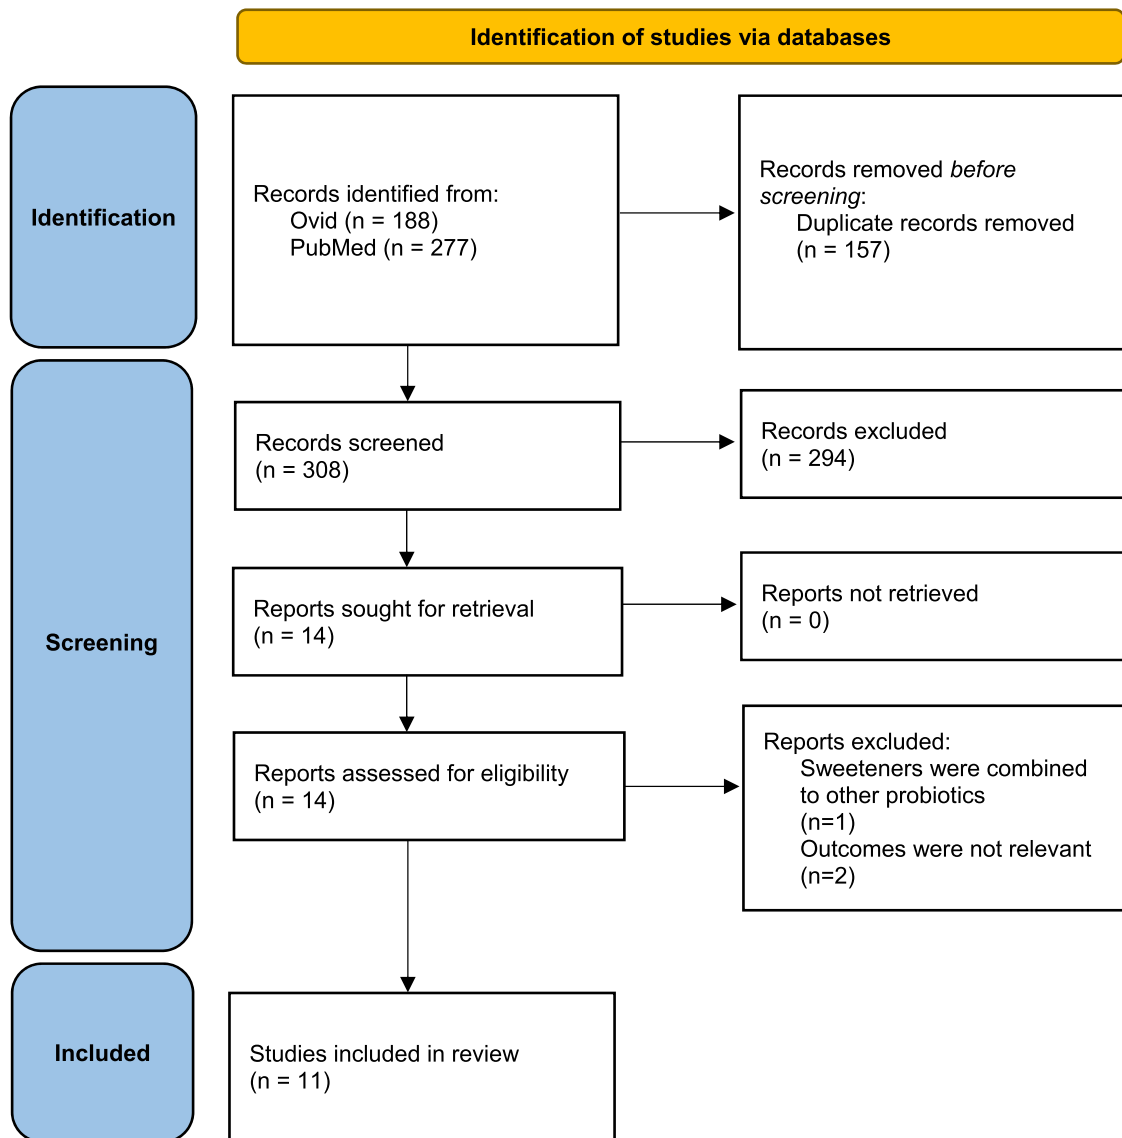 Identification of studies via databases
Identification
Records identified from:
Ovid (n = 188)
PubMed (n = 277)
Records removed before
screening:
Duplicate records removed
(n = 157)
Screening
Records screened
(n = 308)
Records excluded
(n = 294)
Reports sought for retrieval
(n = 14)
Reports not retrieved
(n = 0)
Reports assessed for eligibility
(n = 14)
Reports excluded:
Sweeteners were combined
to other probiotics
(n=1)
Outcomes were not relevant
(n=2)
Included
Studies included in review
(n = 11)